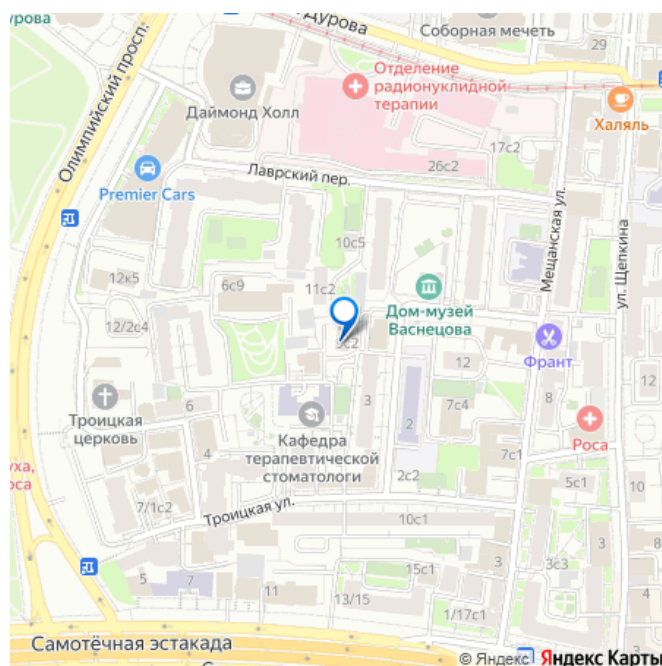 урова
Олимпийский просп.
ДУРОВА
Соборная мечеть
29
Отделение
радионуклидной
терапии
Даймонд Холл
Халяль
17с2
26с2
Premier Cars
Лаврский пер.
Мещанская ул.
ул. Щепкина
10с5
12к5
6с9
11с2
Дом-музей
Васнецова
12/2с4
Франт
12
12
Троицкая
церковь
6
3
7с4
8
2
Роса
Кафедра
терапевтической
стоматологи
4
7с1
2с2
5с1
10
7/1с2
Троицкая ул.
10с1
3с3
3
3
5
7
11
15с1
13/15
1/17с1
Самотёчная эстакада
© Яндекс Яндекс Карты